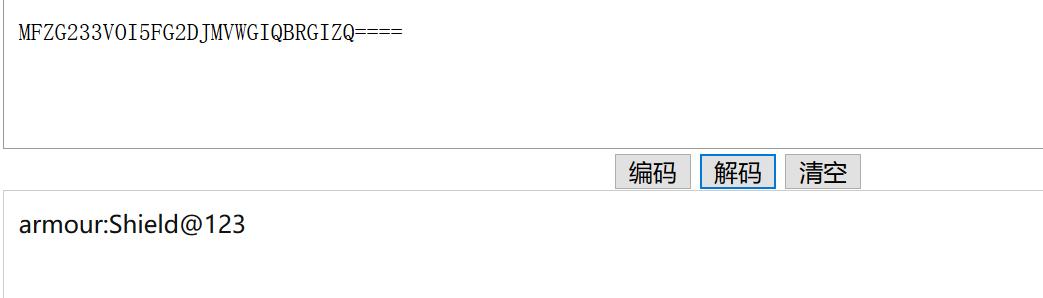 MFZG233VOI5FG2DJMVWGIQBRGIZQ====
编码 解码 清空
armour:Shield@123